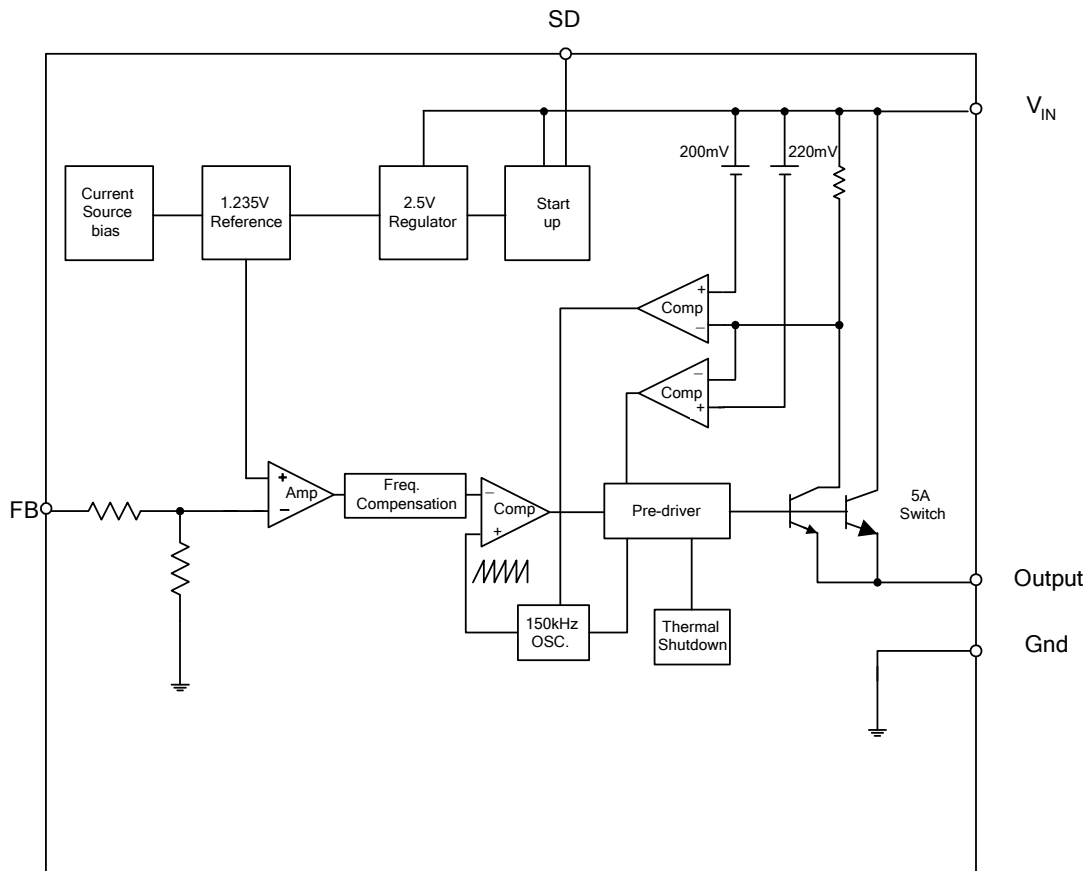 SD
V_IN
200mV
220mV
Current
Source
bias
1.235V
Reference
2.5V
Regulator
Start
up
+
Comp
−
−
Comp
+
FB
+
Amp
−
Freq.
Compensation
−
Comp
+
Pre-driver
5A
Switch
150kHz
OSC.
Thermal
Shutdown
Output
Gnd